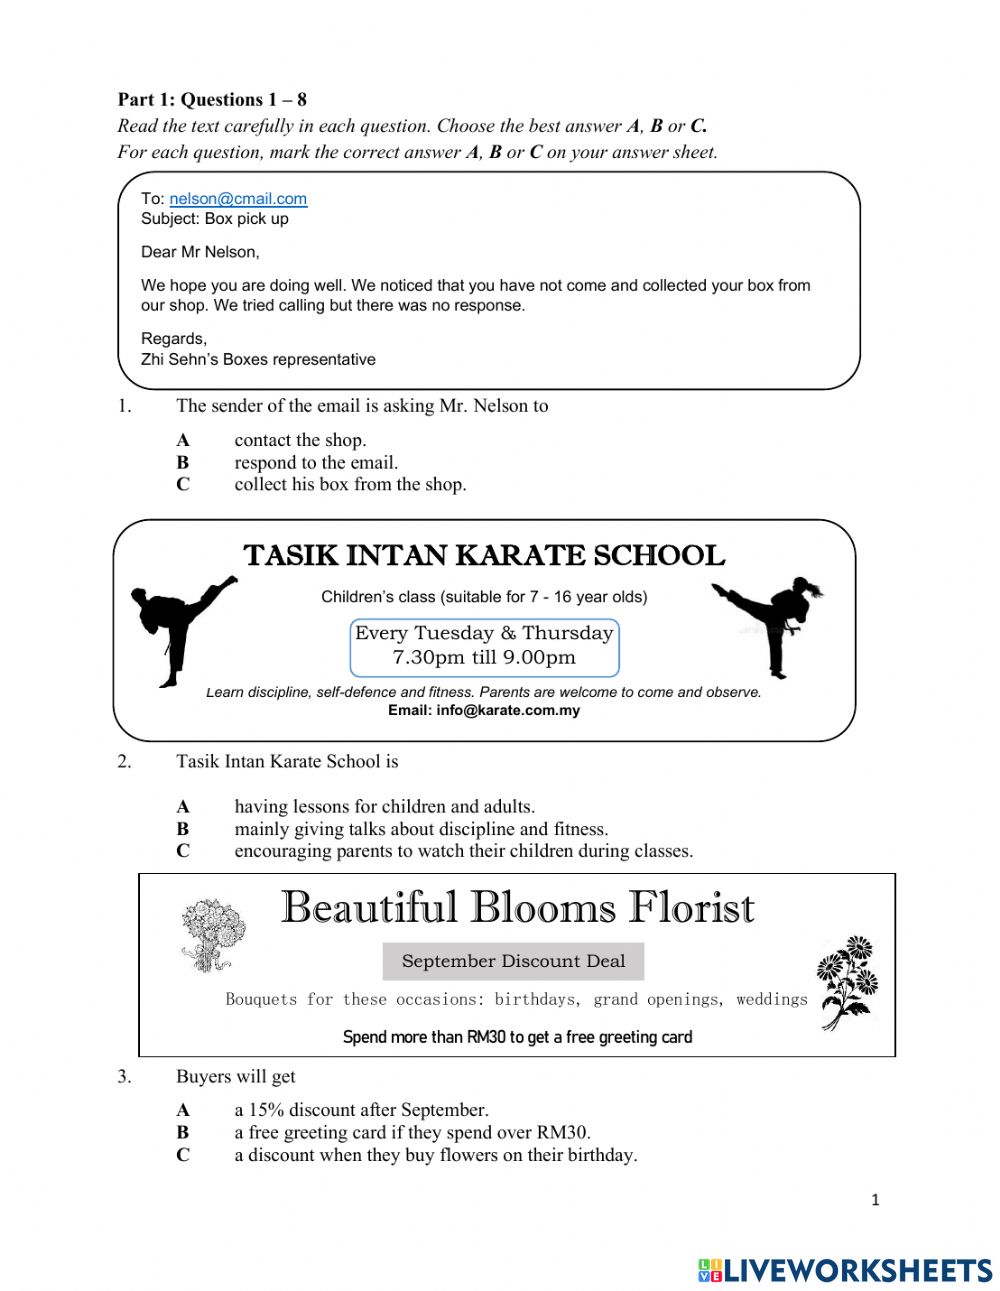 Part 1: Questions 1 – 8
Read the text carefully in each question. Choose the best answer A, B or C.
For each question, mark the correct answer A, B or C on your answer sheet.
To: nelson@cmail.com
Subject: Box pick up
Dear Mr Nelson,
We hope you are doing well. We noticed that you have not come and collected your box from
our shop. We tried calling but there was no response.
Regards,
Zhi Sehn's Boxes representative
1. The sender of the email is asking Mr. Nelson to
A contact the shop.
B respond to the email.
C collect his box from the shop.
TASIK INTAN KARATE SCHOOL
Children's class (suitable for 7 - 16 year olds)
Every Tuesday & Thursday
7.30pm till 9.00pm
Learn discipline, self-defence and fitness. Parents are welcome to come and observe.
Email: info@karate.com.my
2. Tasik Intan Karate School is
A having lessons for children and adults.
B mainly giving talks about discipline and fitness.
C encouraging parents to watch their children during classes.
Beautiful Blooms Florist
September Discount Deal
Bouquets for these occasions: birthdays, grand openings, weddings
Spend more than RM30 to get a free greeting card
3. Buyers will get
A a 15% discount after September.
B a free greeting card if they spend over RM30.
C a discount when they buy flowers on their birthday.
1
LIVE LIVEWORKSHEETS